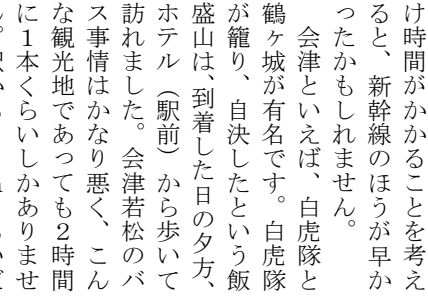 け時間がかかることを考え
ると、新幹線のほうが早か
ったかもしれません。
会津といえば、白虎隊と
鶴ヶ城が有名です。白虎隊
が籠り、自決したという飯
盛山は、到着した日の夕方、
ホテル（駅前）から歩いて
訪れました。会津若松のバ
ス事情はかなり悪く、こん
な観光地であっても２時間
に１本くらいしかありませ